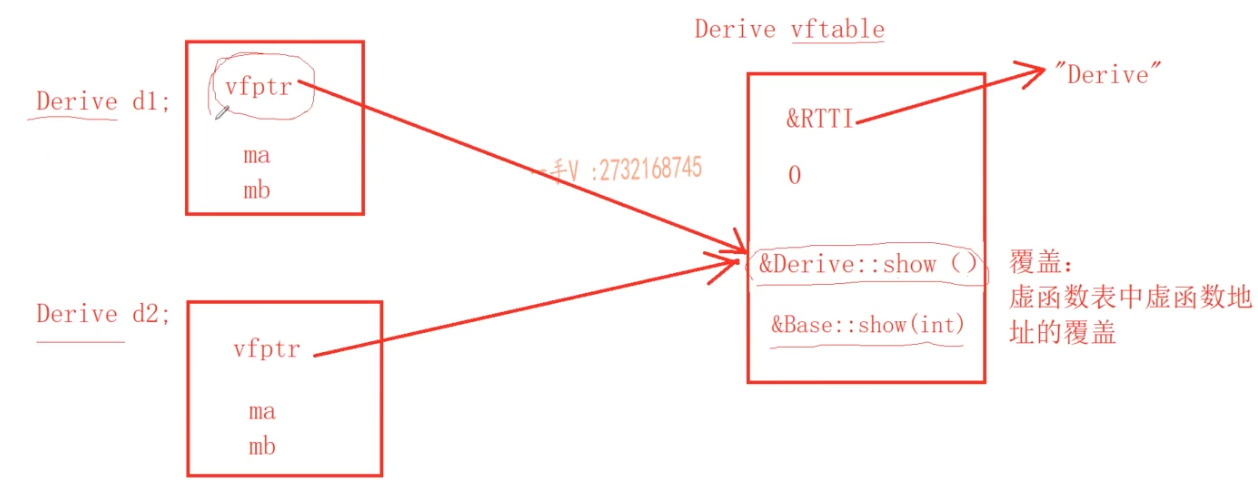 Derive vftable
"Derive"
vfptr
&RTTI
Derive d1;
ma
mb
一手V :2732168745
0
&Derive::show ()
覆盖:
虚函数表中虚函数地
址的覆盖
Derive d2;
&Base::show(int)
vfptr
ma
mb